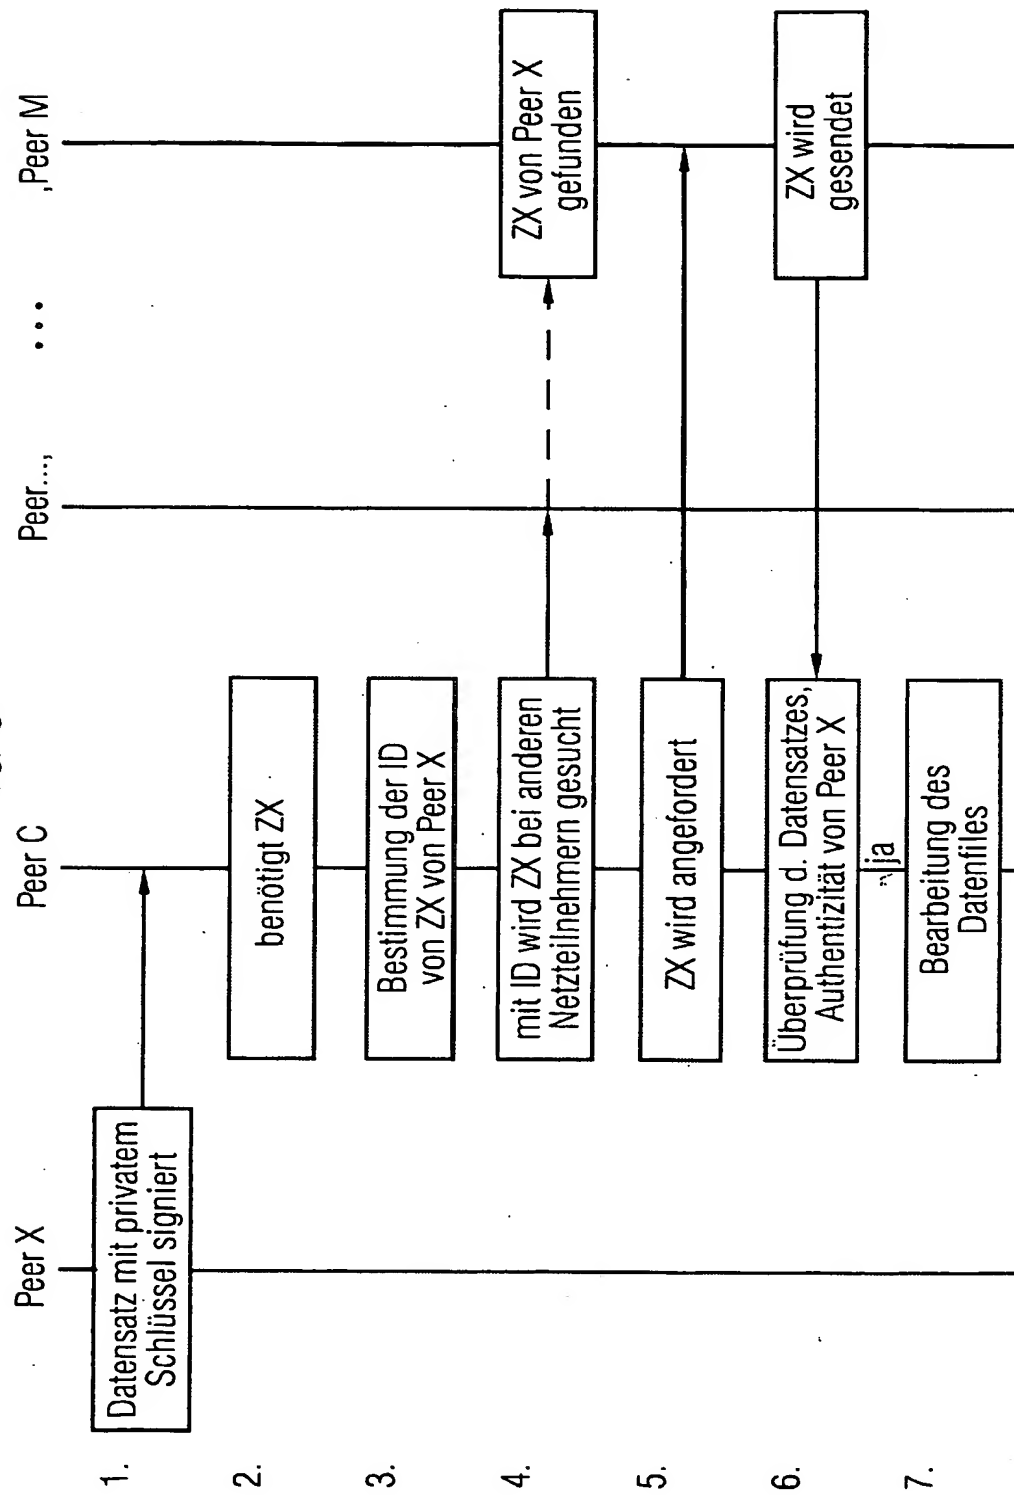 Peer X
Peer C
Peer...,
...
,Peer M
1.
Datensatz mit privatem
Schlüssel signiert
2.
benötigt ZX
3.
Bestimmung der ID
von ZX von Peer X
4.
mit ID wird ZX bei anderen
Netzteilnehmern gesucht
ZX von Peer X
gefunden
5.
ZX wird angefordert
6.
Überprüfung d. Datensatzes,
Authentizität von Peer X
ZX wird
gesendet
ja
7.
Bearbeitung des
Datenfiles